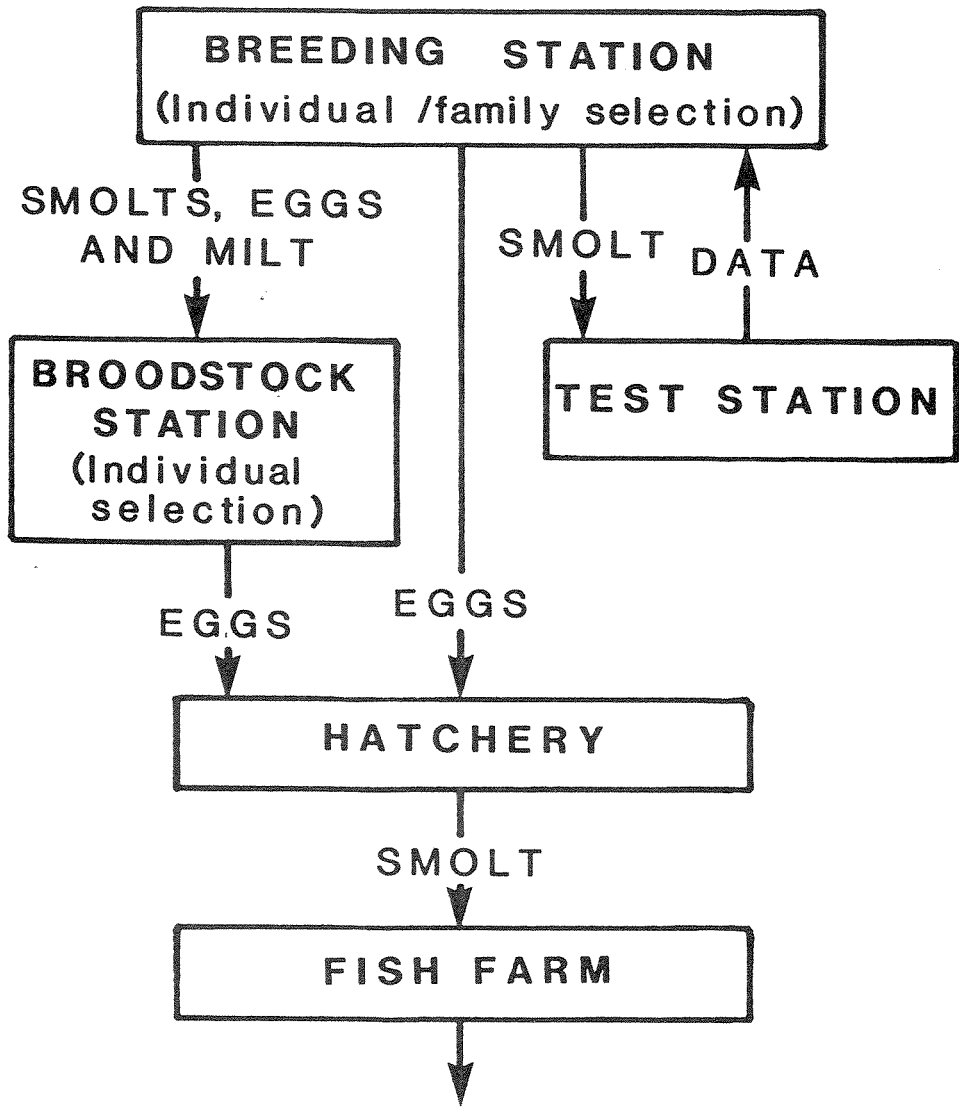 BREEDING STATION
(Individual /family selection)
SMOLTS, EGGS
AND MILT
SMOLT
DATA
BROODSTOCK
STATION
(Individual
selection)
TEST STATION
EGGS
EGGS
HATCHERY
SMOLT
FISH FARM